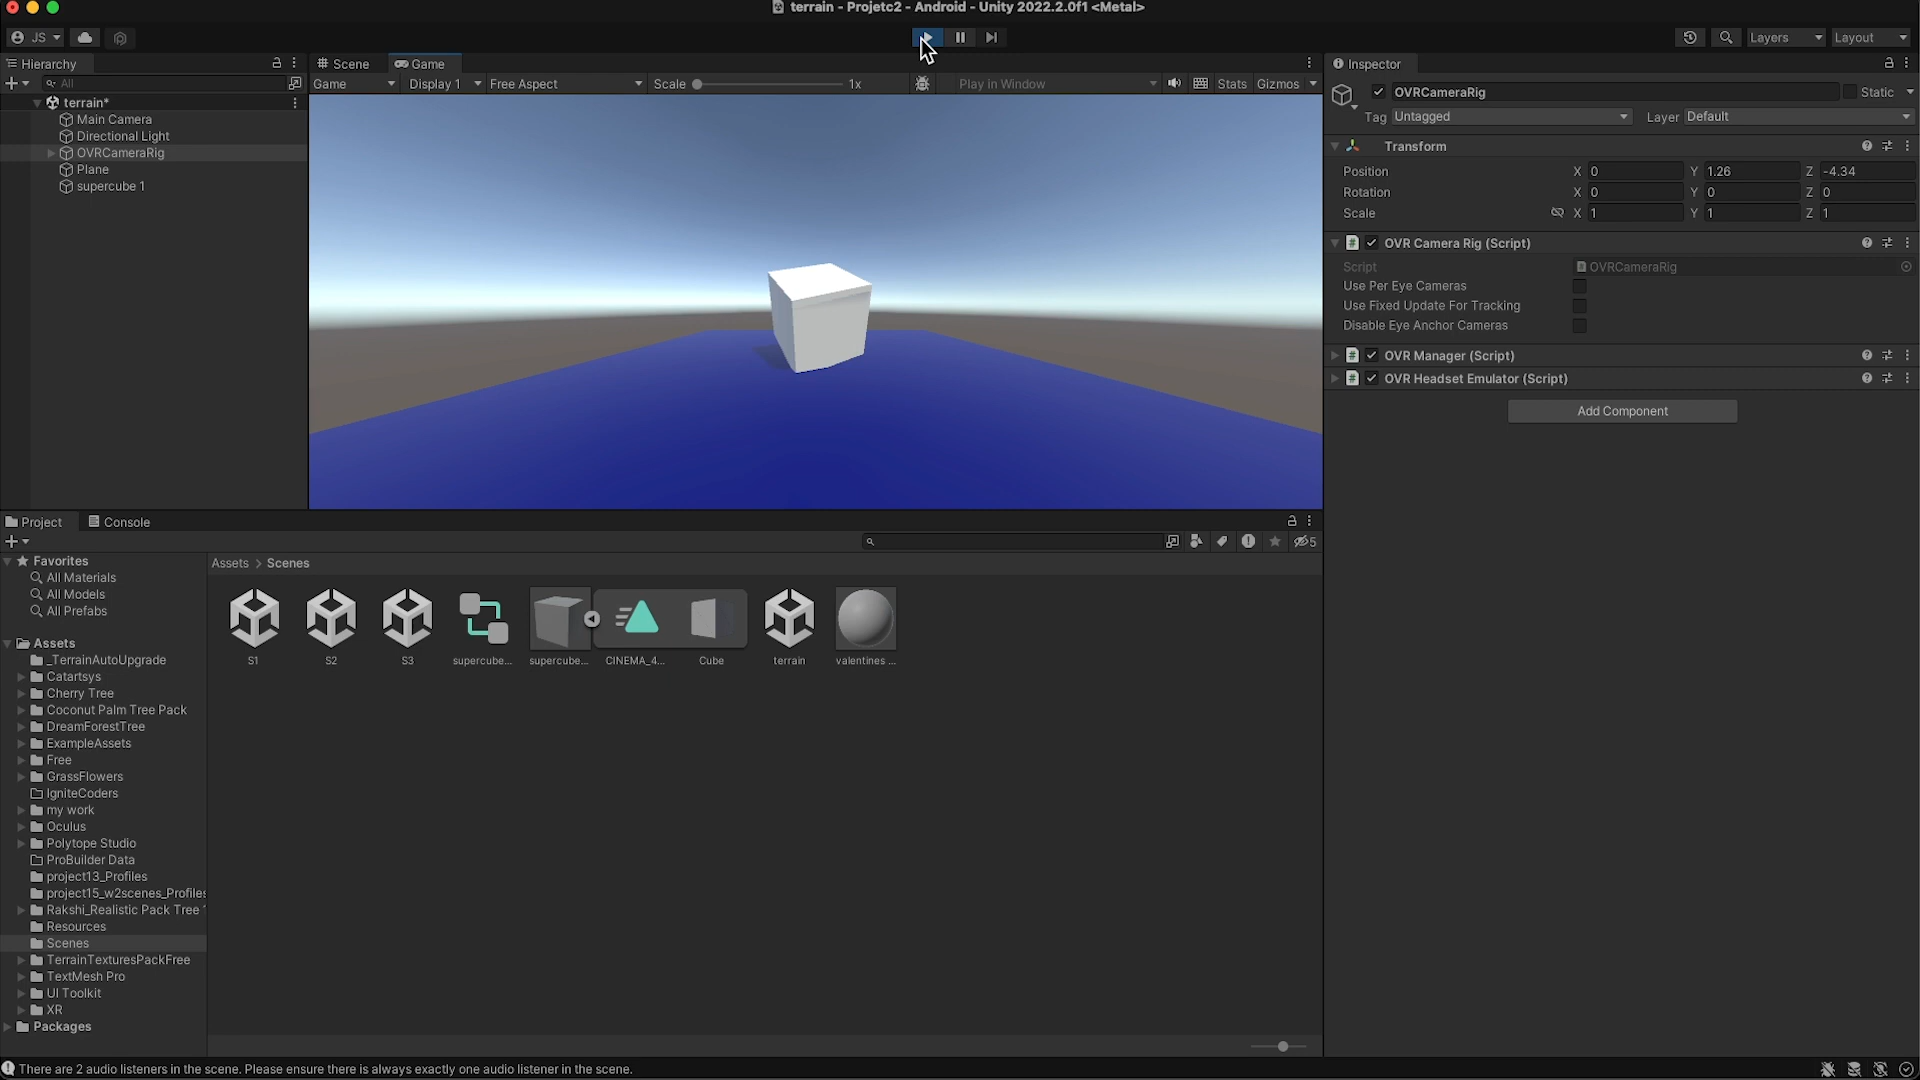 terrain - Projetc2 - Android - Unity 2022.2.0f1 <Metal>
JS
Layers
Layout
Hierarchy
All
terrain*
Main Camera
Directional Light
OVRCameraRig
Plane
supercube 1
Scene
Game
Game
Display 1
Free Aspect
Scale
1x
Play in Window
Stats
Gizmos
Inspector
OVRCameraRig
Static
Tag Untagged
Layer Default
Transform
Position X 0 Y 1.26 Z -4.34
Rotation X 0 Y 0 Z 0
Scale X 1 Y 1 Z 1
OVR Camera Rig (Script)
Script OVRCameraRig
Use Per Eye Cameras
Use Fixed Update For Tracking
Disable Eye Anchor Cameras
OVR Manager (Script)
OVR Headset Emulator (Script)
Add Component
Project
Console
5
Favorites
All Materials
All Models
All Prefabs
Assets
_TerrainAutoUpgrade
Catartsys
Cherry Tree
Coconut Palm Tree Pack
DreamForestTree
ExampleAssets
Free
GrassFlowers
IgniteCoders
my work
Oculus
Polytope Studio
ProBuilder Data
project13_Profiles
project15_w2scenes_Profiles
Rakshi_Realistic Pack Tree
Resources
Scenes
TerrainTexturesPackFree
TextMesh Pro
UI Toolkit
XR
Packages
Assets > Scenes
S1
S2
S3
supercube...
supercube...
CINEMA_4...
Cube
terrain
valentines ...
There are 2 audio listeners in the scene. Please ensure there is always exactly one audio listener in the scene.